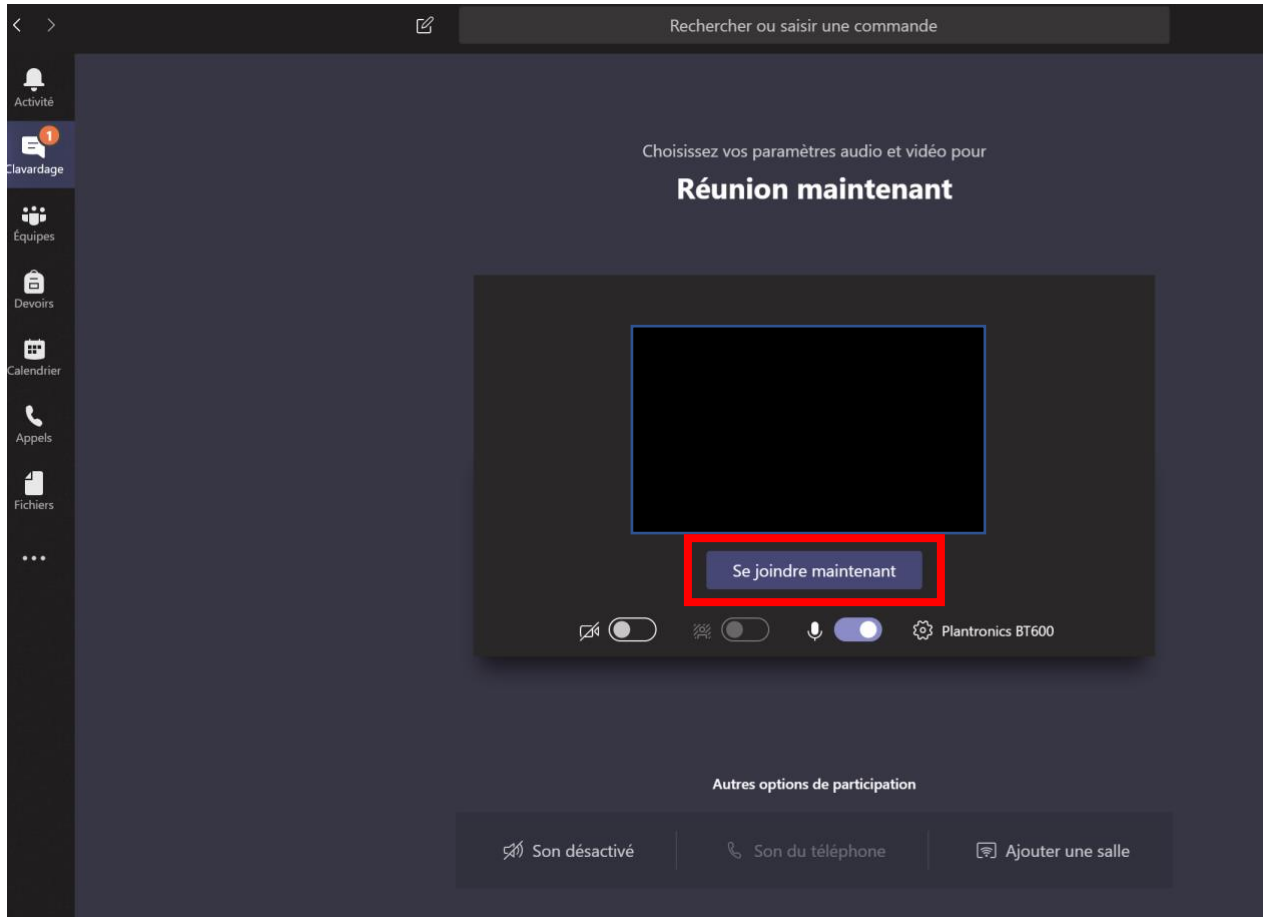 Rechercher ou saisir une commande
Activité
1
Clavardage
Équipes
Devoirs
Calendrier
Appels
Fichiers
Choisissez vos paramètres audio et vidéo pour
Réunion maintenant
Se joindre maintenant
Plantronics BT600
Autres options de participation
Son désactivé
Son du téléphone
Ajouter une salle